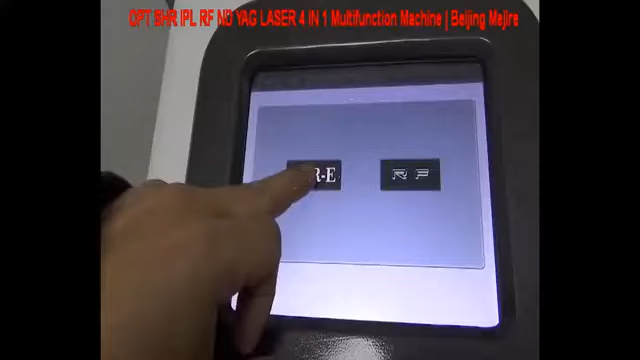 OPT SHR IPL RF ND YAG LASER 4 IN 1 Multifunction Machine | Beijing Mejire
R-E
RF